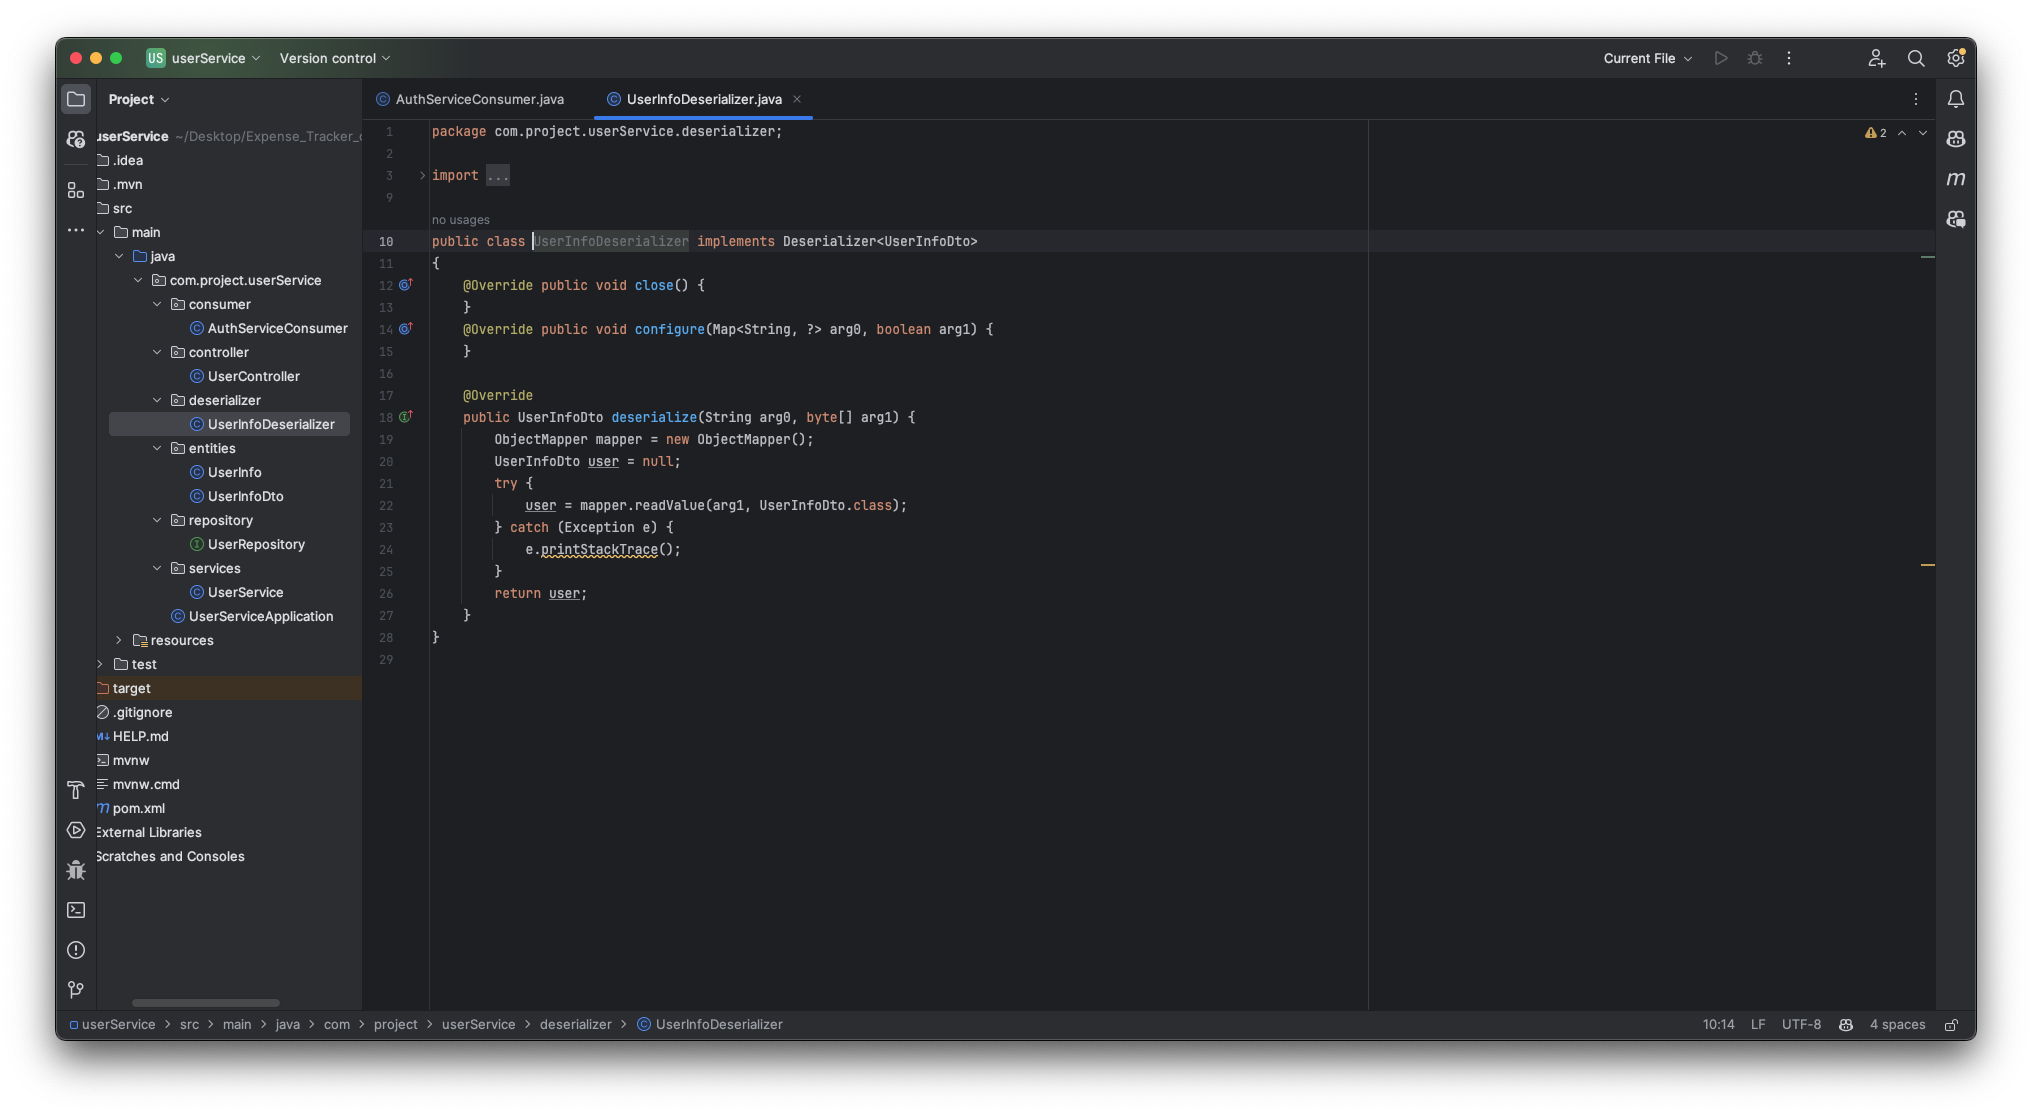 US userService Version control Current File
Project
AuthServiceConsumer.java UserInfoDeserializer.java
userService ~/Desktop/Expense_Tracker_
.idea
.mvn
src
main
java
com.project.userService
consumer
AuthServiceConsumer
controller
UserController
deserializer
UserInfoDeserializer
entities
UserInfo
UserInfoDto
repository
UserRepository
services
UserService
UserServiceApplication
resources
test
target
.gitignore
M↓ HELP.md
mvnw
mvnw.cmd
m pom.xml
External Libraries
Scratches and Consoles
1 package com.project.userService.deserializer;
2
3 import ...
9
no usages
10 public class UserInfoDeserializer implements Deserializer<UserInfoDto>
11 {
12 @Override public void close() {
13 }
14 @Override public void configure(Map<String, ?> arg0, boolean arg1) {
15 }
16
17 @Override
18 public UserInfoDto deserialize(String arg0, byte[] arg1) {
19 ObjectMapper mapper = new ObjectMapper();
20 UserInfoDto user = null;
21 try {
22 user = mapper.readValue(arg1, UserInfoDto.class);
23 } catch (Exception e) {
24 e.printStackTrace();
25 }
26 return user;
27 }
28 }
29
2
m
userService > src > main > java > com > project > userService > deserializer > UserInfoDeserializer
10:14 LF UTF-8 4 spaces